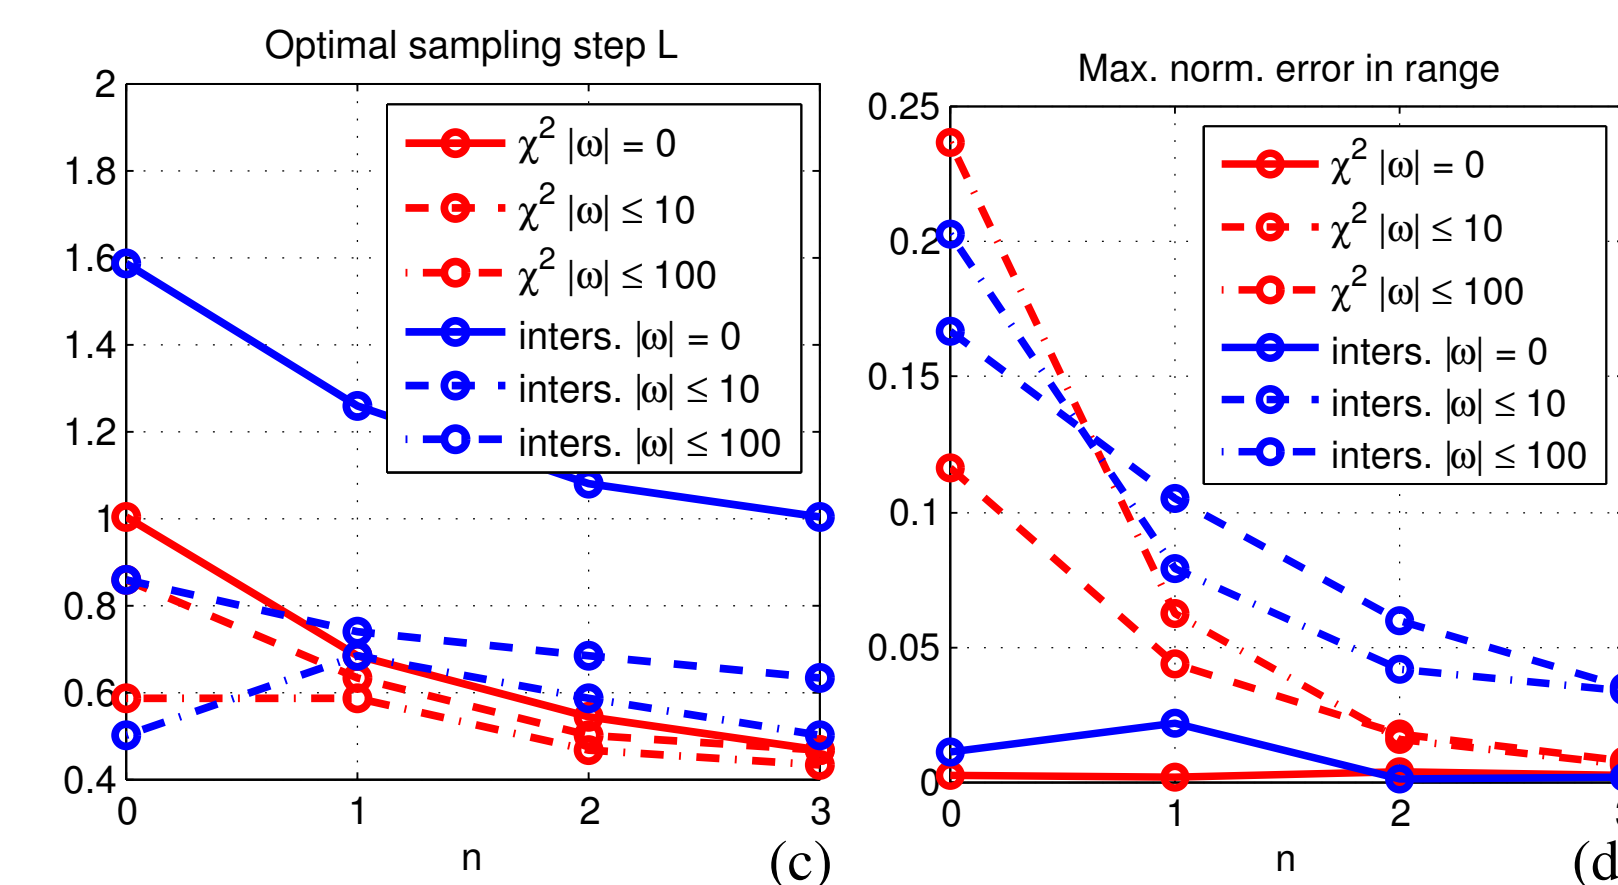 Optimal sampling step L
2
1.8
1.6
1.4
1.2
1
0.8
0.6
0.4
0 1 2 3
n
(c)
χ² |ω| = 0
χ² |ω| ≤ 10
χ² |ω| ≤ 100
inters. |ω| = 0
inters. |ω| ≤ 10
inters. |ω| ≤ 100
Max. norm. error in range
0.25
0.2
0.15
0.1
0.05
0
0 1 2
n
(d
χ² |ω| = 0
χ² |ω| ≤ 10
χ² |ω| ≤ 100
inters. |ω| = 0
inters. |ω| ≤ 10
inters. |ω| ≤ 100